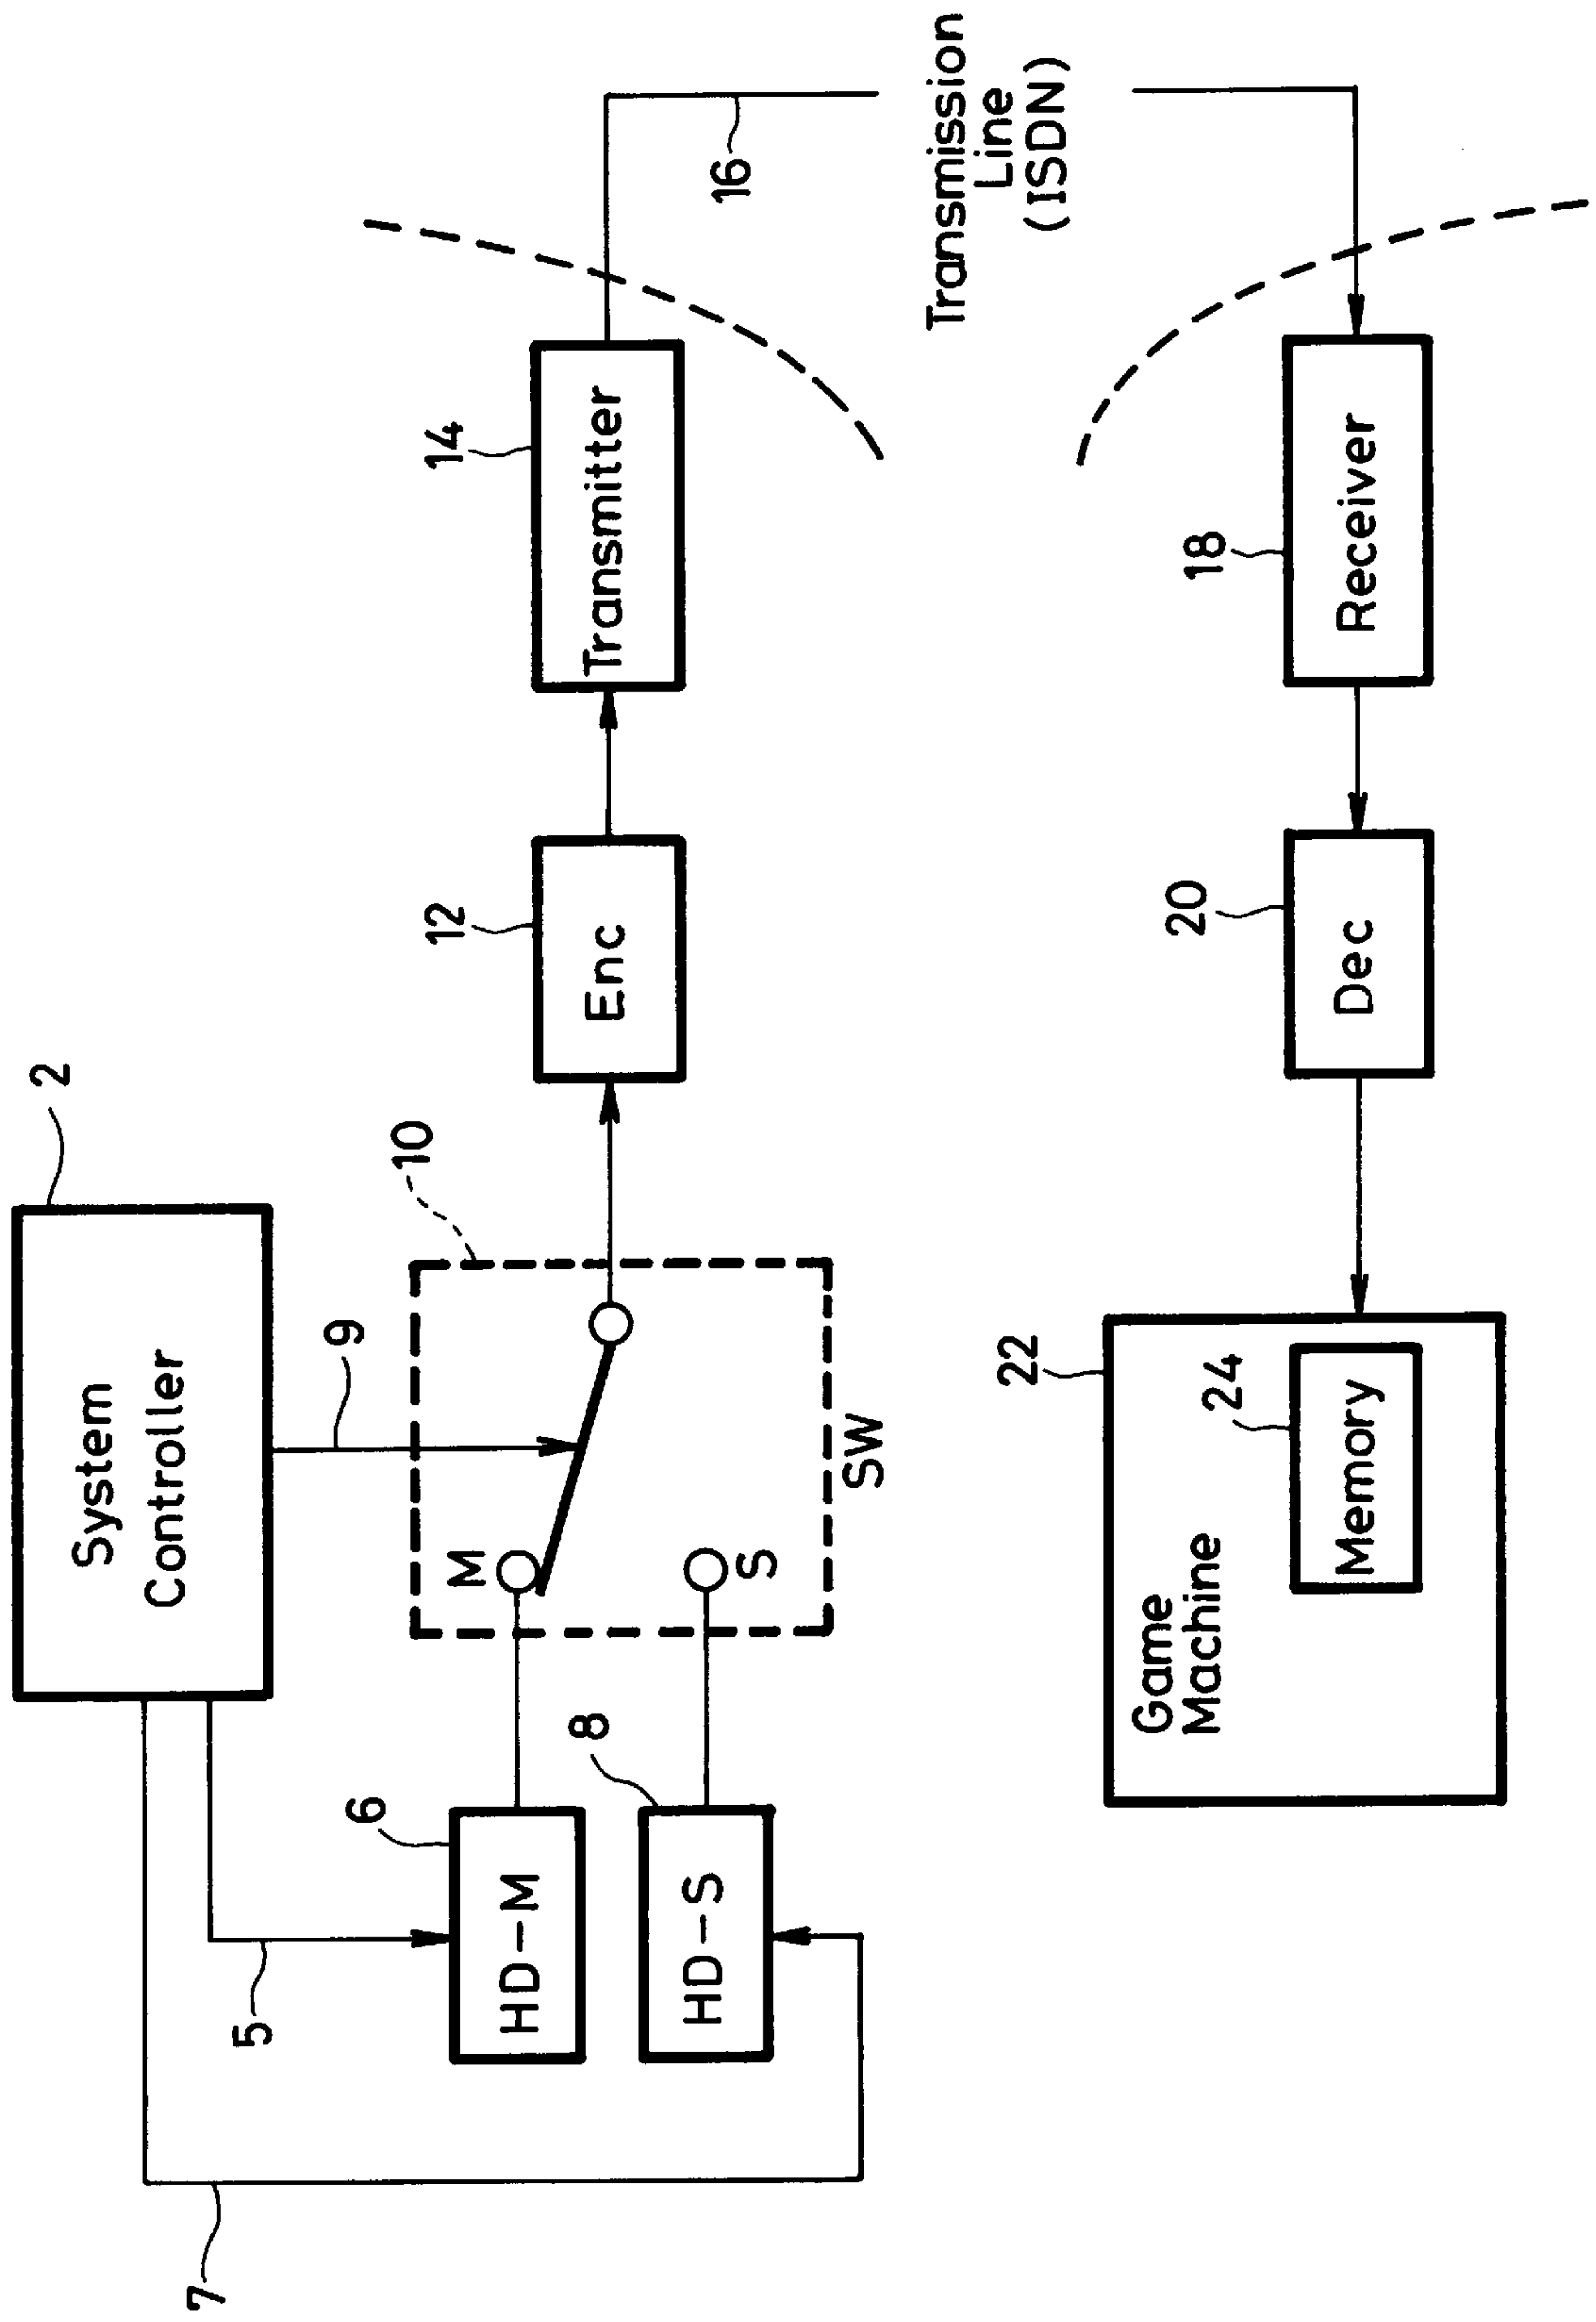 2
System
Controller
9
10
12
Enc
14
Transmitter
16
Transmission
Line
(ISDN)
7
5
6
HD-M
M
8
HD-S
S
SW
22
Game
Machine
24
Memory
20
Dec
18
Receiver